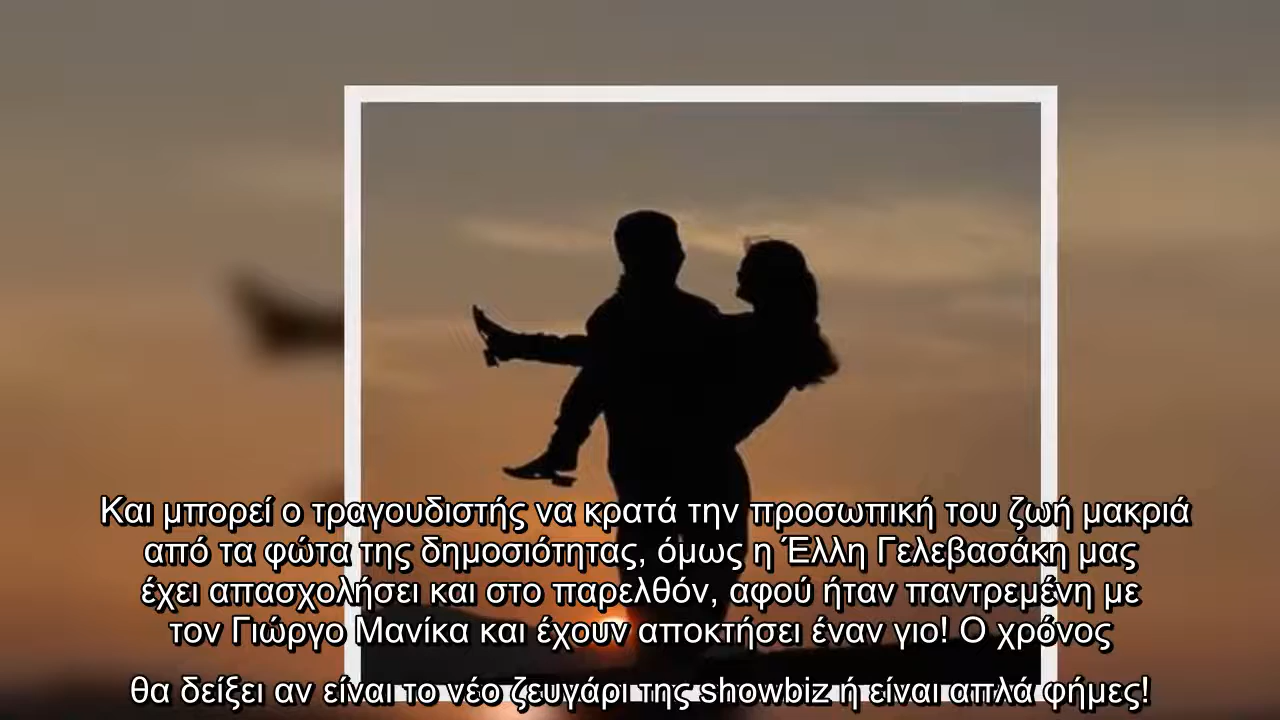 Και μπορεί ο τραγουδιστής να κρατά την προσωπική του ζωή μακριά
από τα φώτα της δημοσιότητας, όμως η Έλλη Γελεβασάκη μας
έχει απασχολήσει και στο παρελθόν, αφού ήταν παντρεμένη με
τον Γιώργο Μανίκα και έχουν αποκτήσει έναν γιο! Ο χρόνος
θα δείξει αν είναι το νέο ζευγάρι της showbiz ή είναι απλά φήμες!